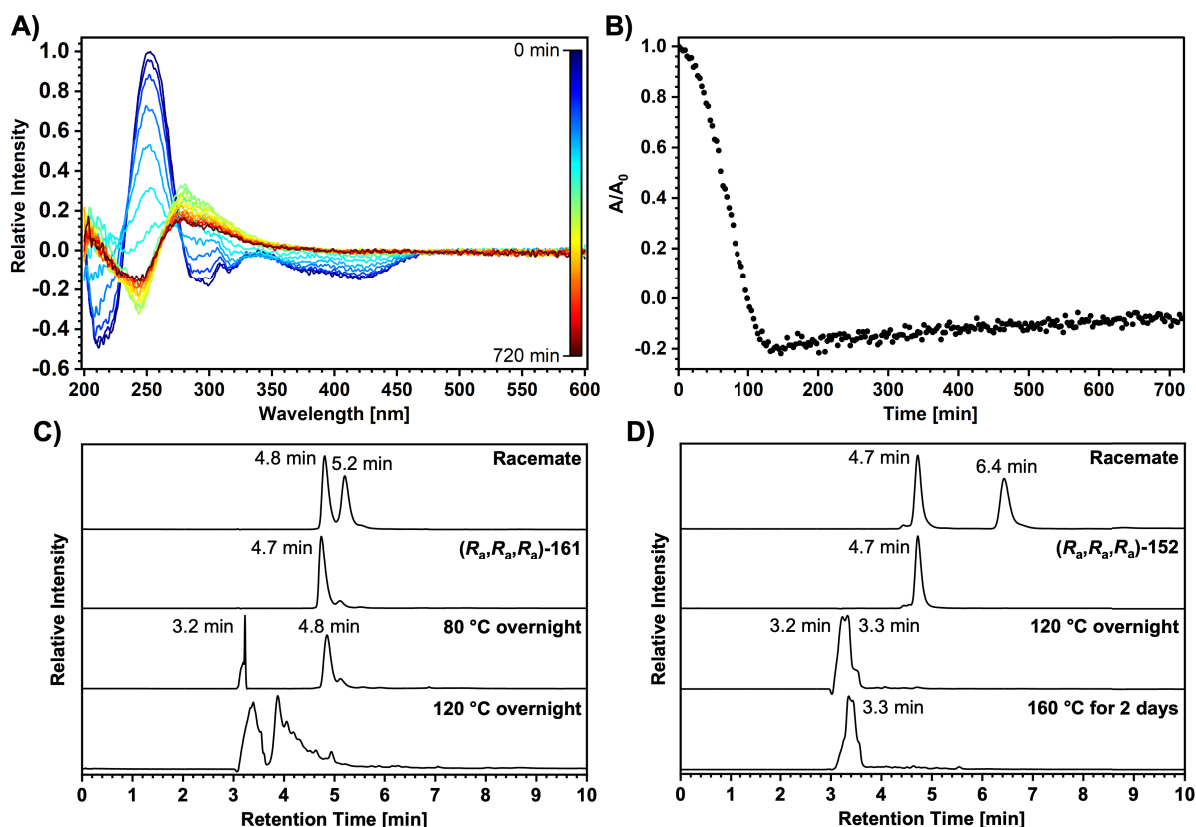 A)
0 min
720 min
1.0
0.8
0.6
0.4
0.2
0.0
-0.2
-0.4
-0.6
Relative Intensity
200 250 300 350 400 450 500 550 600
Wavelength [nm]
B)
1.0
0.8
0.6
0.4
0.2
0.0
-0.2
A/A0
0 100 200 300 400 500 600 700
Time [min]
C)
4.8 min 5.2 min Racemate
4.7 min (Ra,Ra,Ra)-161
3.2 min 4.8 min 80 °C overnight
120 °C overnight
Relative Intensity
0 1 2 3 4 5 6 7 8 9 10
Retention Time [min]
D)
4.7 min 6.4 min Racemate
4.7 min (Ra,Ra,Ra)-152
3.2 min 3.3 min 120 °C overnight
3.3 min 160 °C for 2 days
Relative Intensity
0 1 2 3 4 5 6 7 8 9 10
Retention Time [min]